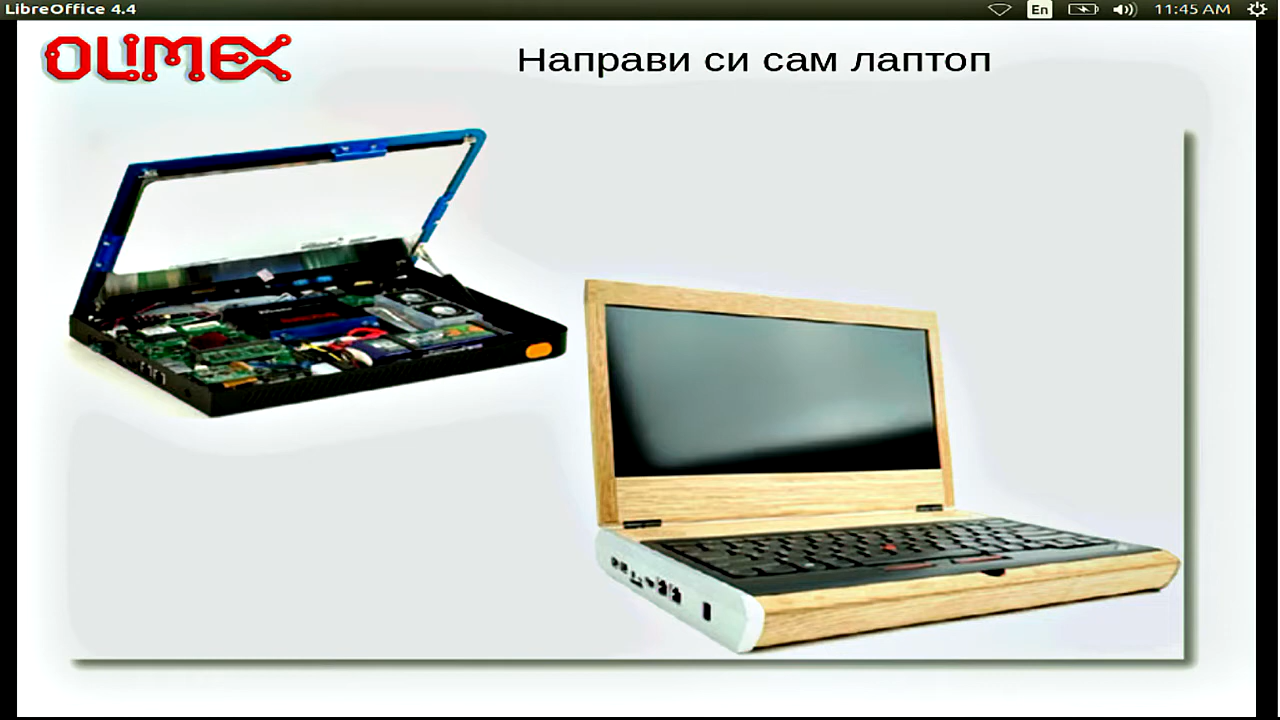 LibreOffice 4.4
En
11:45 AM
OLIMEX
Направи си сам лаптоп